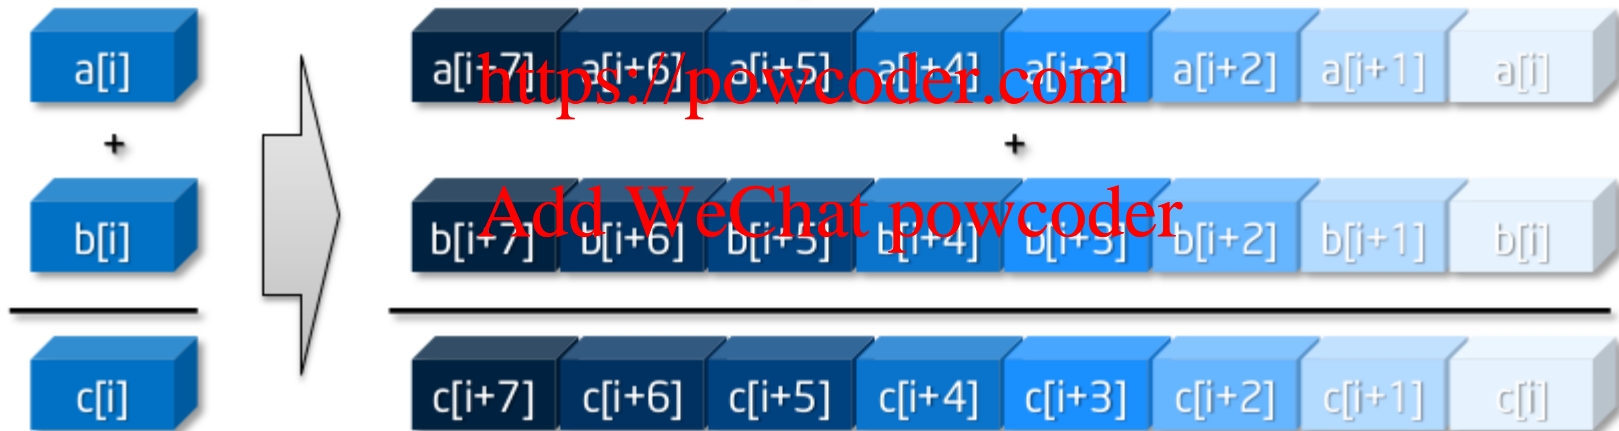 a[i] a[i+7] a[i+6] a[i+5] a[i+4] a[i+3] a[i+2] a[i+1] a[i]
https://powcoder.com
+ +
b[i] b[i+7] b[i+6] b[i+5] b[i+4] b[i+3] b[i+2] b[i+1] b[i]
Add WeChat powcoder
c[i] c[i+7] c[i+6] c[i+5] c[i+4] c[i+3] c[i+2] c[i+1] c[i]